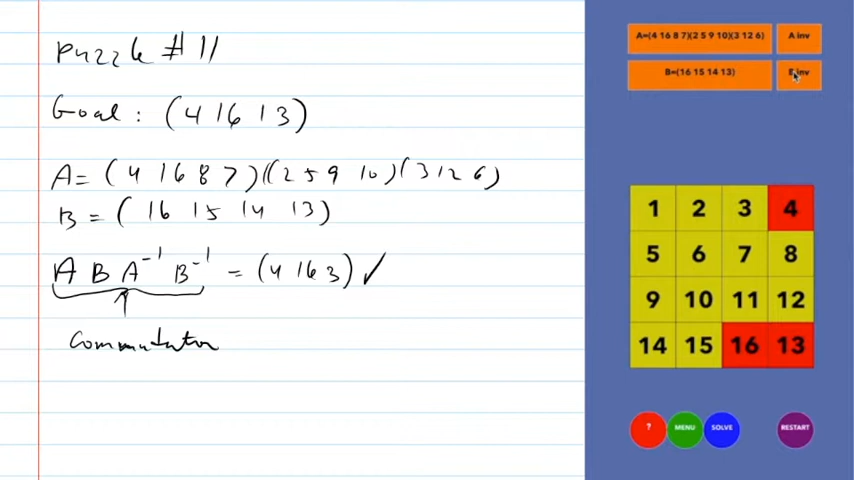 Puzzle # 11
Goal: (4 16 13)
A= (4 16 8 7)(2 5 9 10)(3 12 6)
B = (16 15 14 13)
A B A⁻¹ B⁻¹ = (4 16 3) ✓
Commutator
A=(4 16 8 7)(2 5 9 10)(3 12 6) A inv
B=(16 15 14 13) B inv
1 2 3 4
5 6 7 8
9 10 11 12
14 15 16 13
? MENU SOLVE RESTART